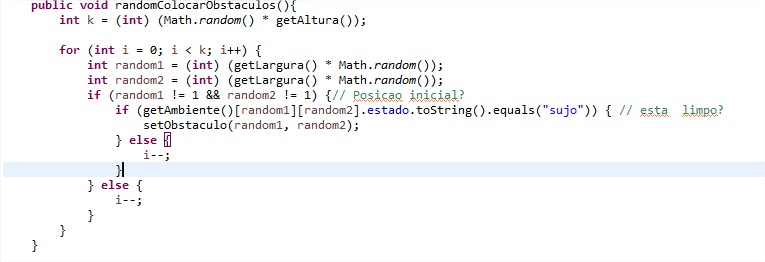 public void randomColocarObstaculos(){
    int k = (int) (Math.random() * getAltura());

    for (int i = 0; i < k; i++) {
        int random1 = (int) (getLargura() * Math.random());
        int random2 = (int) (getLargura() * Math.random());
        if (random1 != 1 && random2 != 1) {// Posicao inicial?
            if (getAmbiente()[random1][random2].estado.toString().equals("sujo")) { // esta  limpo?
                setObstaculo(random1, random2);
            } else {
                i--;
            }
        } else {
            i--;
        }
    }
}